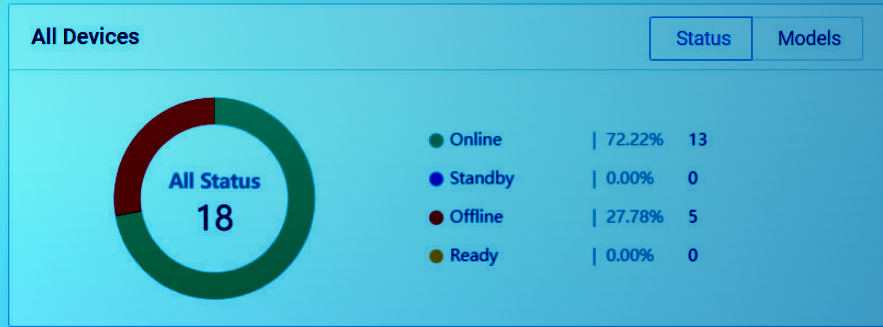 All Devices
Status Models
All Status
18
Online | 72.22% 13
Standby | 0.00% 0
Offline | 27.78% 5
Ready | 0.00% 0